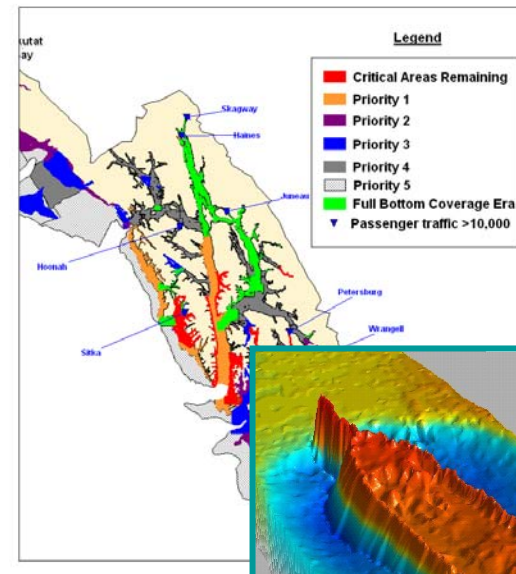 kutat
ay
Legend
Critical Areas Remaining
Priority 1
Priority 2
Priority 3
Priority 4
Priority 5
Full Bottom Coverage Era
Passenger traffic >10,000
Skagway
Haines
Juneau
Hoonah
Petersburg
Wrangell
Sitka